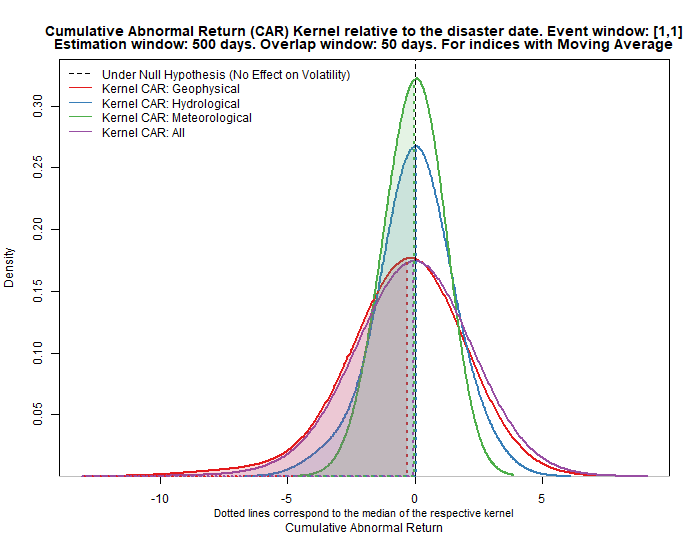 Cumulative Abnormal Return (CAR) Kernel relative to the disaster date. Event window: [1,1]
Estimation window: 500 days. Overlap window: 50 days. For indices with Moving Average
Under Null Hypothesis (No Effect on Volatility)
Kernel CAR: Geophysical
Kernel CAR: Hydrological
Kernel CAR: Meteorological
Kernel CAR: All
0.30
0.25
0.20
0.15
0.10
0.05
Density
-10 -5 0 5
Dotted lines correspond to the median of the respective kernel
Cumulative Abnormal Return